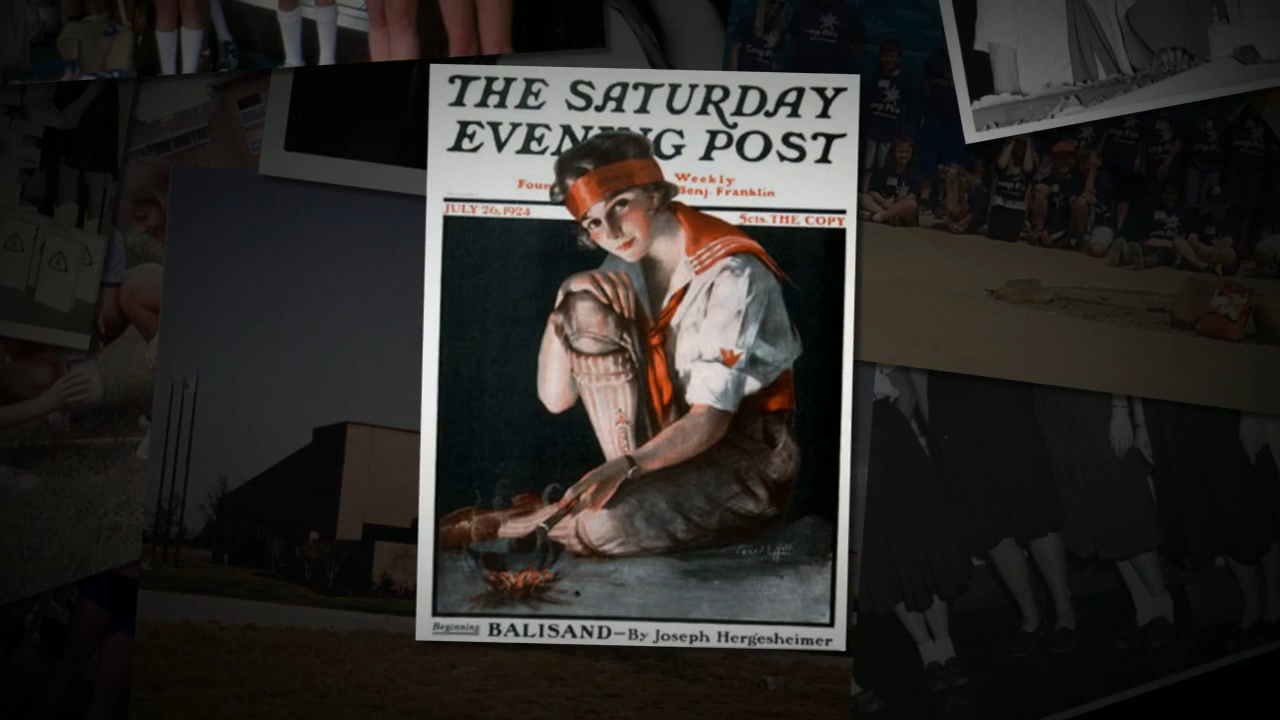 THE SATURDAY
EVENING POST
Weekly
Benj. Franklin
JULY 26, 1924
5cts. THE COPY
Beginning BALISAND—By Joseph Hergesheimer